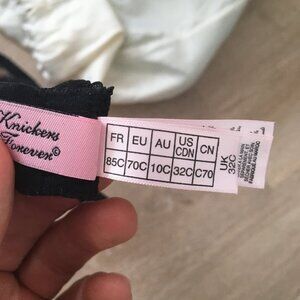 Knickers
Forever©
FR EU AU US CDN CN
85C 70C 10C 32C C70
UK
32C